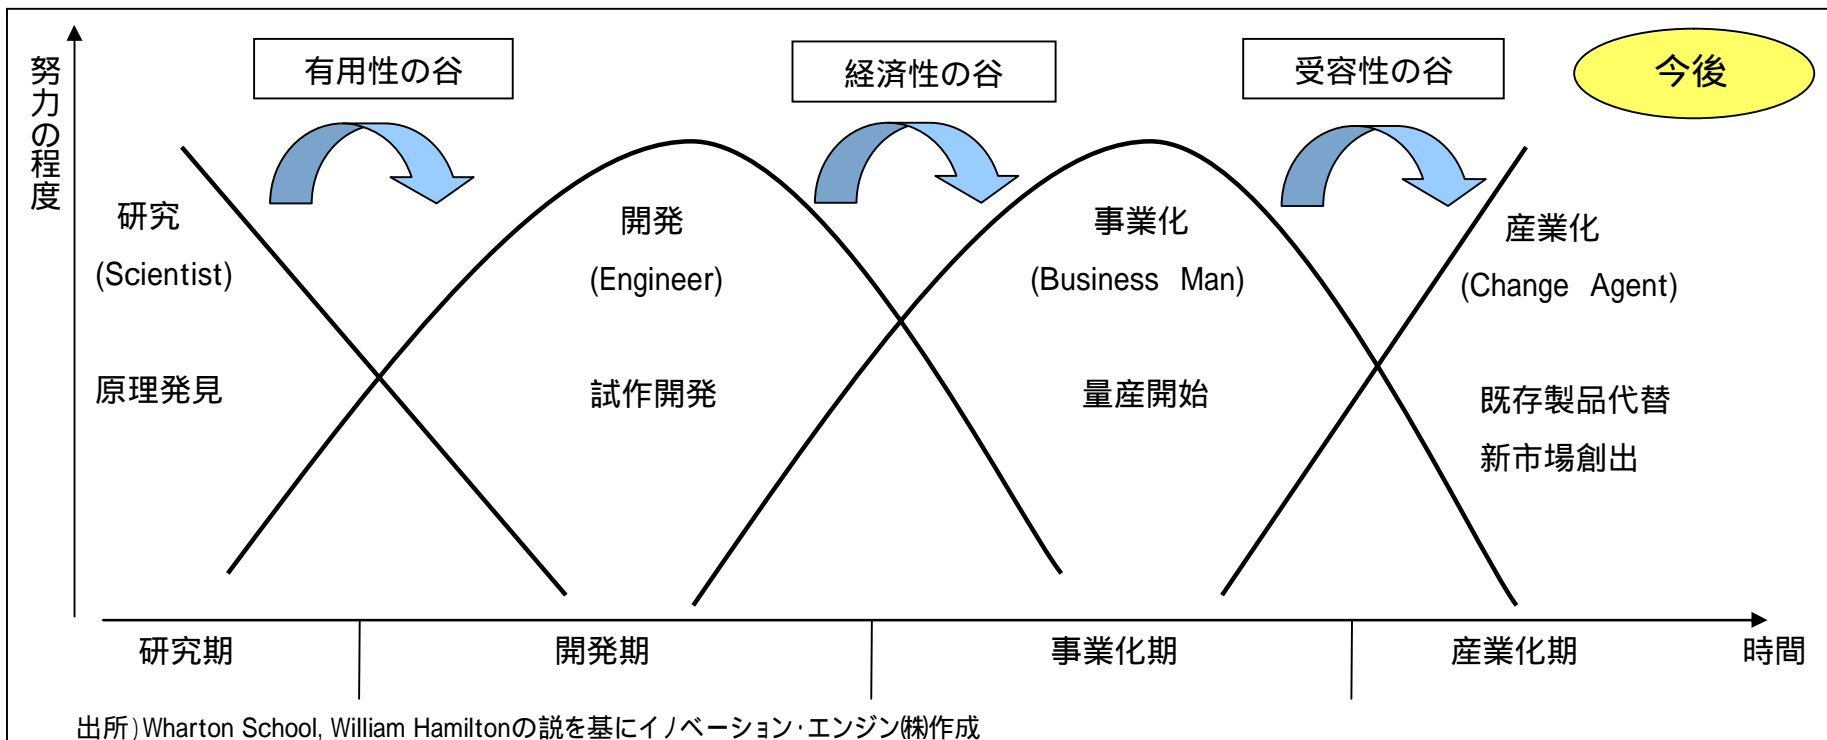 努力の程度
有用性の谷
経済性の谷
受容性の谷
今後
研究
(Scientist)
原理発見
開発
(Engineer)
試作開発
事業化
(Business Man)
量産開始
産業化
(Change Agent)
既存製品代替
新市場創出
研究期
開発期
事業化期
産業化期
時間
出所)Wharton School, William Hamiltonの説を基にイノベーション・エンジン㈱作成